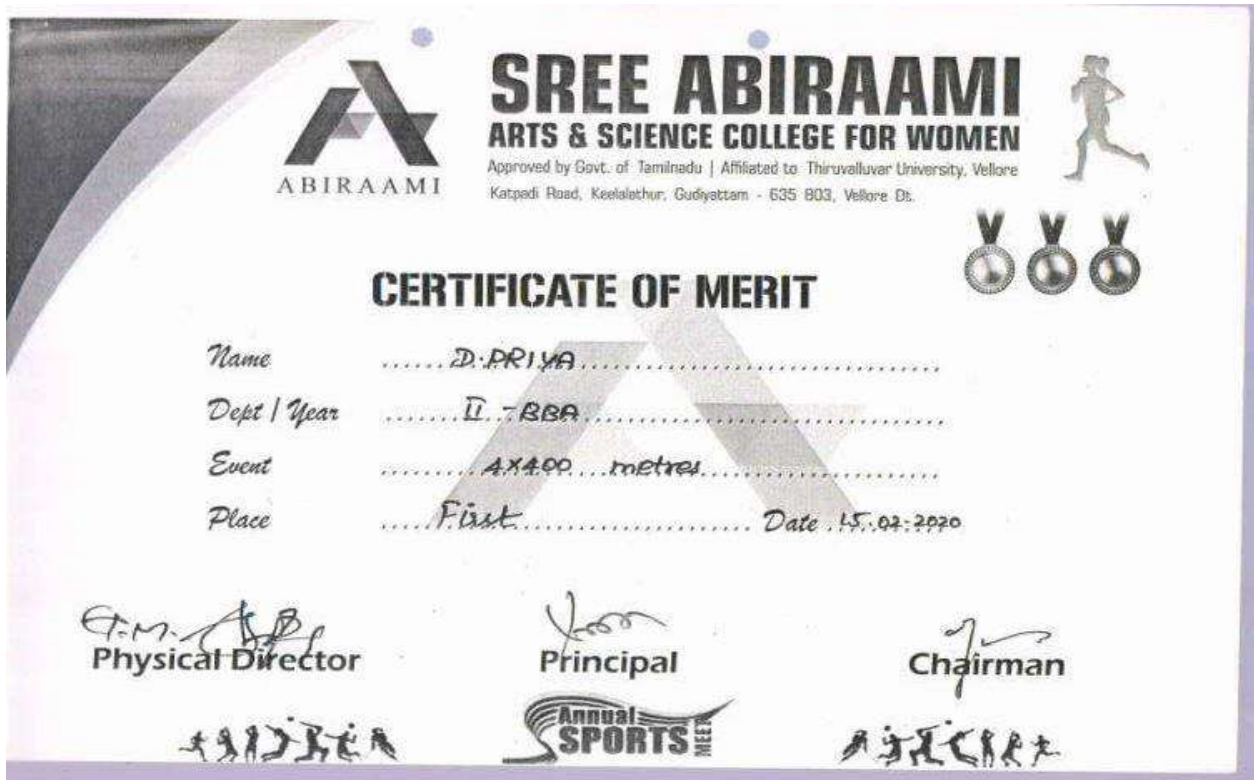 ABIRAAMI
SREE ABIRAAMI
ARTS & SCIENCE COLLEGE FOR WOMEN
Approved by Govt. of Tamilnadu | Affiliated to Thiruvalluvar University, Vellore
Katpadi Road, Keelalathur, Gudiyattam - 635 803, Vellore Dt.
CERTIFICATE OF MERIT
Name D. PRIYA
Dept / Year II - BBA
Event 4X400 metres
Place First Date 15.02.2020
Physical Director Principal Chairman
Annual
SPORTS MEET